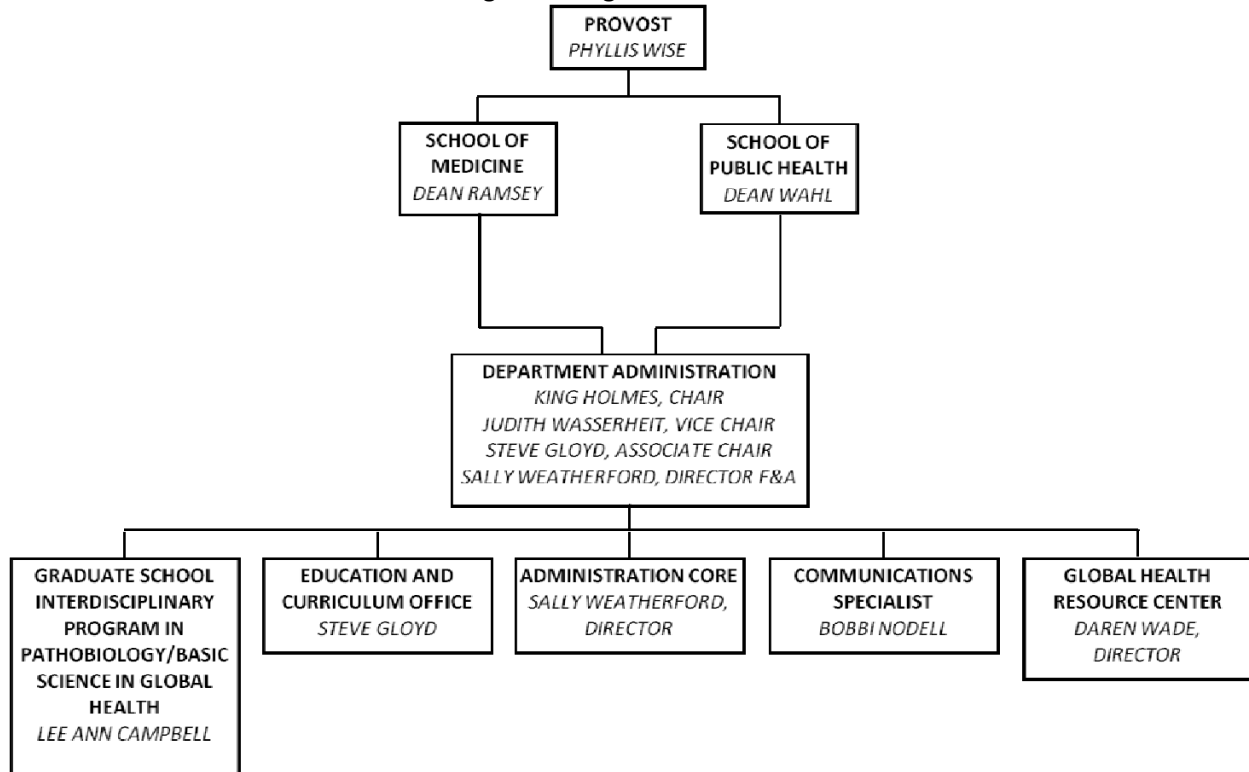 PROVOST
PHYLLIS WISE
SCHOOL OF
MEDICINE
DEAN RAMSEY
SCHOOL OF
PUBLIC HEALTH
DEAN WAHL
DEPARTMENT ADMINISTRATION
KING HOLMES, CHAIR
JUDITH WASSERHEIT, VICE CHAIR
STEVE GLOYD, ASSOCIATE CHAIR
SALLY WEATHERFORD, DIRECTOR F&A
GRADUATE SCHOOL
INTERDISCIPLINARY
PROGRAM IN
PATHOBIOLOGY/BASIC
SCIENCE IN GLOBAL
HEALTH
LEE ANN CAMPBELL
EDUCATION AND
CURRICULUM OFFICE
STEVE GLOYD
ADMINISTRATION CORE
SALLY WEATHERFORD,
DIRECTOR
COMMUNICATIONS
SPECIALIST
BOBBI NODELL
GLOBAL HEALTH
RESOURCE CENTER
DAREN WADE,
DIRECTOR